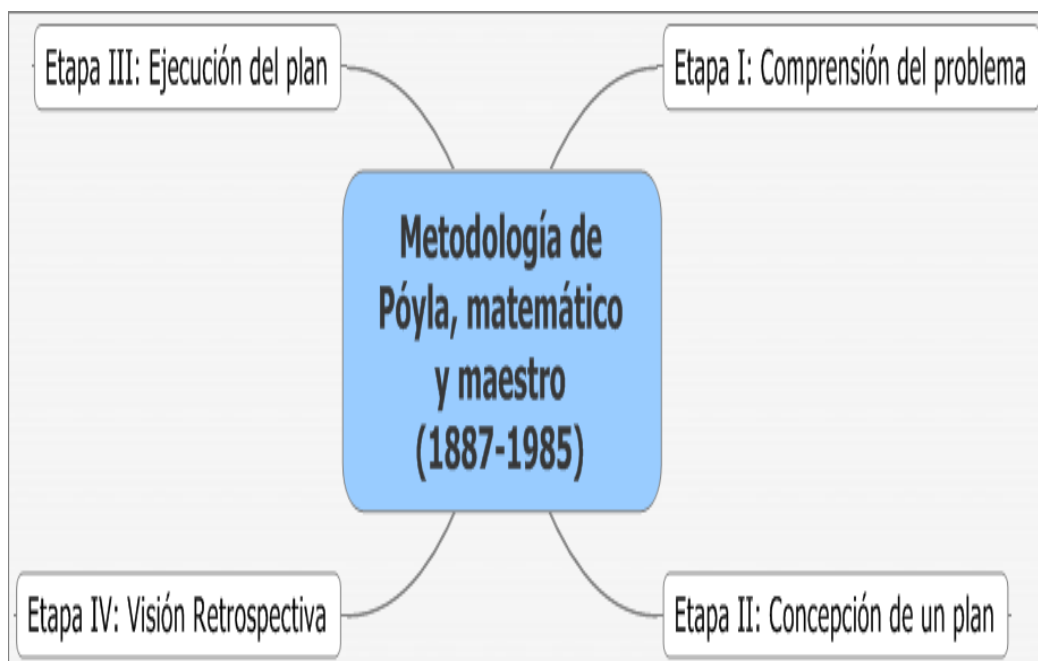 Etapa III: Ejecución del plan
Etapa I: Comprensión del problema
Metodología de
Póyla, matemático
y maestro
(1887-1985)
Etapa IV: Visión Retrospectiva
Etapa II: Concepción de un plan